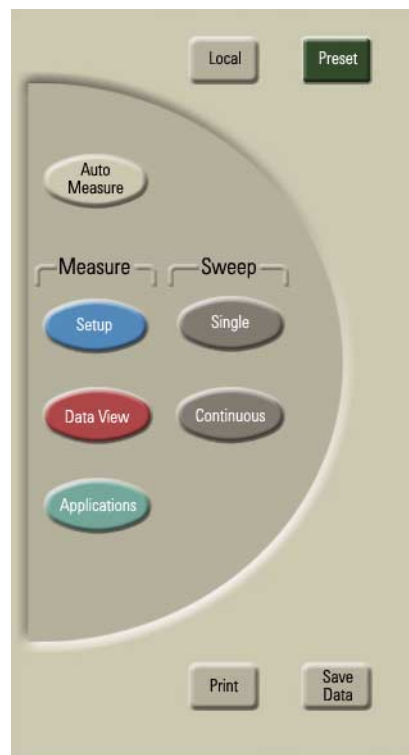 Local
Preset
Auto
Measure
Measure
Sweep
Setup
Single
Data View
Continuous
Applications
Print
Save
Data